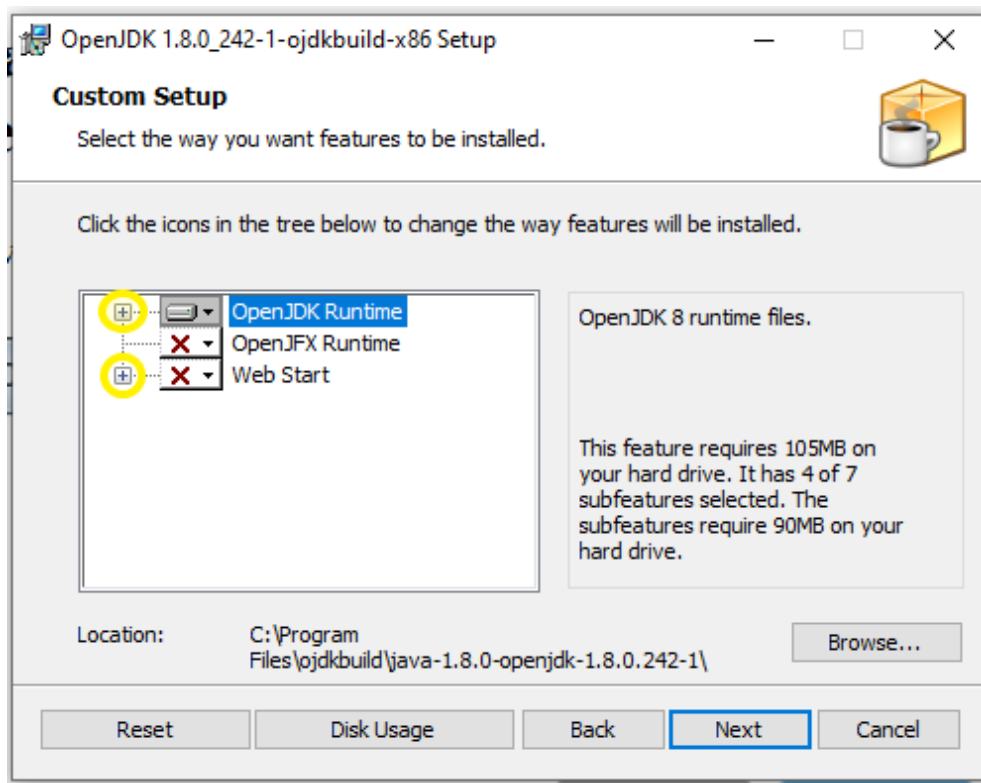 OpenJDK 1.8.0_242-1-ojdkbuild-x86 Setup
Custom Setup
Select the way you want features to be installed.
Click the icons in the tree below to change the way features will be installed.
OpenJDK Runtime
OpenJFX Runtime
Web Start
OpenJDK 8 runtime files.
This feature requires 105MB on
your hard drive. It has 4 of 7
subfeatures selected. The
subfeatures require 90MB on your
hard drive.
Location:
C:\Program
Files\ojdkbuild\java-1.8.0-openjdk-1.8.0.242-1\
Browse...
Reset
Disk Usage
Back
Next
Cancel